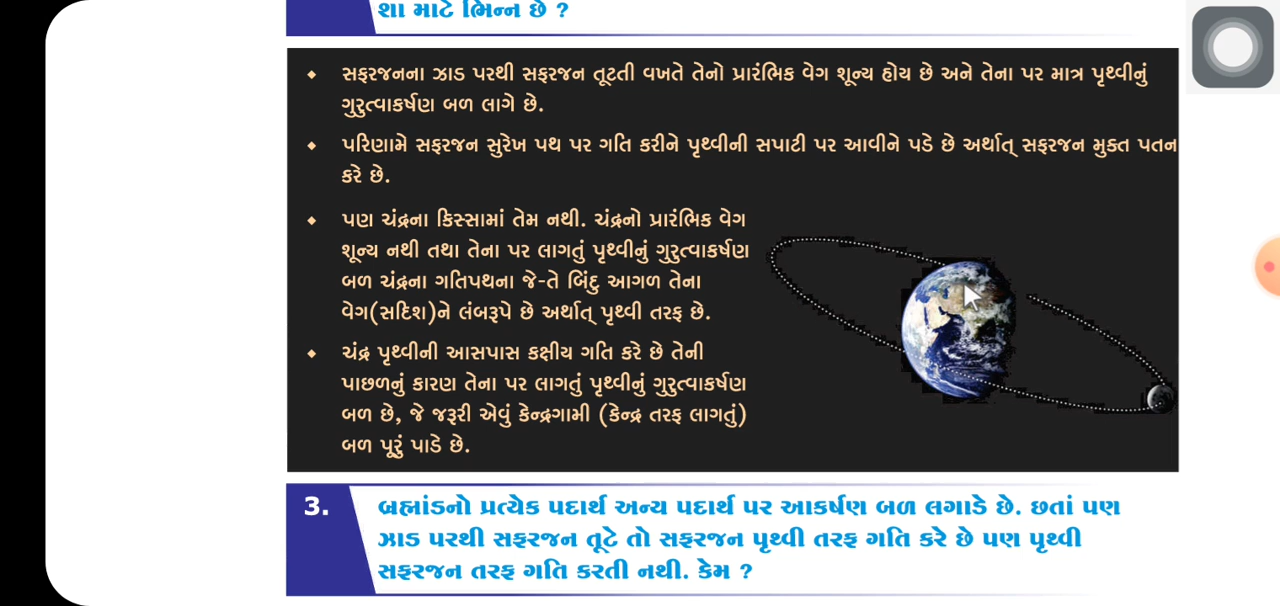 શા માટે ભિન્ન છે ?
સફરજનના ઝાડ પરથી સફરજન તૂટતી વખતે તેનો પ્રારંભિક વેગ શૂન્ય હોય છે અને તેના પર માત્ર પૃથ્વીનું
ગુરુત્વાકર્ષણ બળ લાગે છે.
પરિણામે સફરજન સુરેખ પથ પર ગતિ કરીને પૃથ્વીની સપાટી પર આવીને પડે છે અર્થાત્ સફરજન મુક્ત પતન
કરે છે.
પણ ચંદ્રના કિસ્સામાં તેમ નથી. ચંદ્રનો પ્રારંભિક વેગ
શૂન્ય નથી તથા તેના પર લાગતું પૃથ્વીનું ગુરુત્વાકર્ષણ
બળ ચંદ્રના ગતિપથના જે-તે બિંદુ આગળ તેના
વેગ(સદિશ)ને લંબરૂપે છે અર્થાત્ પૃથ્વી તરફ છે.
ચંદ્ર પૃથ્વીની આસપાસ કક્ષીય ગતિ કરે છે તેની
પાછળનું કારણ તેના પર લાગતું પૃથ્વીનું ગુરુત્વાકર્ષણ
બળ છે, જે જરૂરી એવું કેન્દ્રગામી (કેન્દ્ર તરફ લાગતું)
બળ પૂરું પાડે છે.
3. બ્રહ્માંડનો પ્રત્યેક પદાર્થ અન્ય પદાર્થ પર આકર્ષણ બળ લગાડે છે. છતાં પણ
ઝાડ પરથી સફરજન તૂટે તો સફરજન પૃથ્વી તરફ ગતિ કરે છે પણ પૃથ્વી
સફરજન તરફ ગતિ કરતી નથી. કેમ ?